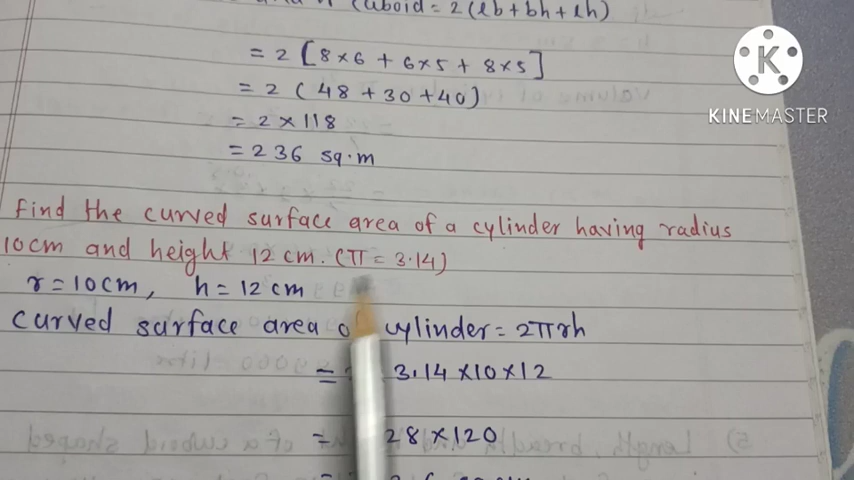 Cuboid = 2(lb+bh+lh)
= 2 [8×6 + 6×5 + 8×5]
= 2 (48 +30 +40)
= 2 × 118
= 236 sq.m
K
KINEMASTER
Find the curved surface area of a cylinder having radius
10cm and height 12 cm. (π = 3.14)
r = 10cm, h = 12 cm
Curved surface area of cylinder = 2πrh
= 3.14 × 10 × 12
= 28 × 120